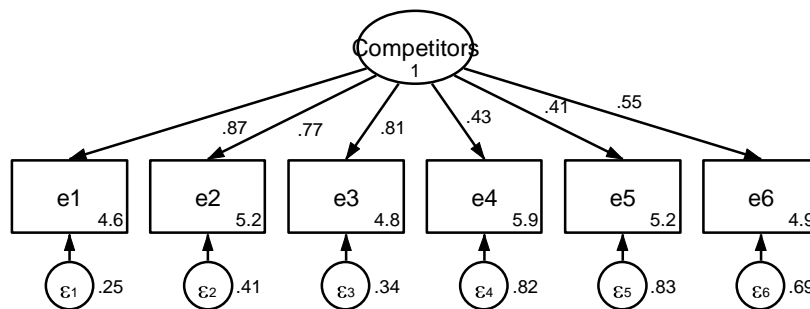 Competitors
1
.87
.77
.81
.43
.41
.55
e1
4.6
e2
5.2
e3
4.8
e4
5.9
e5
5.2
e6
4.9
ε1
.25
ε2
.41
ε3
.34
ε4
.82
ε5
.83
ε6
.69